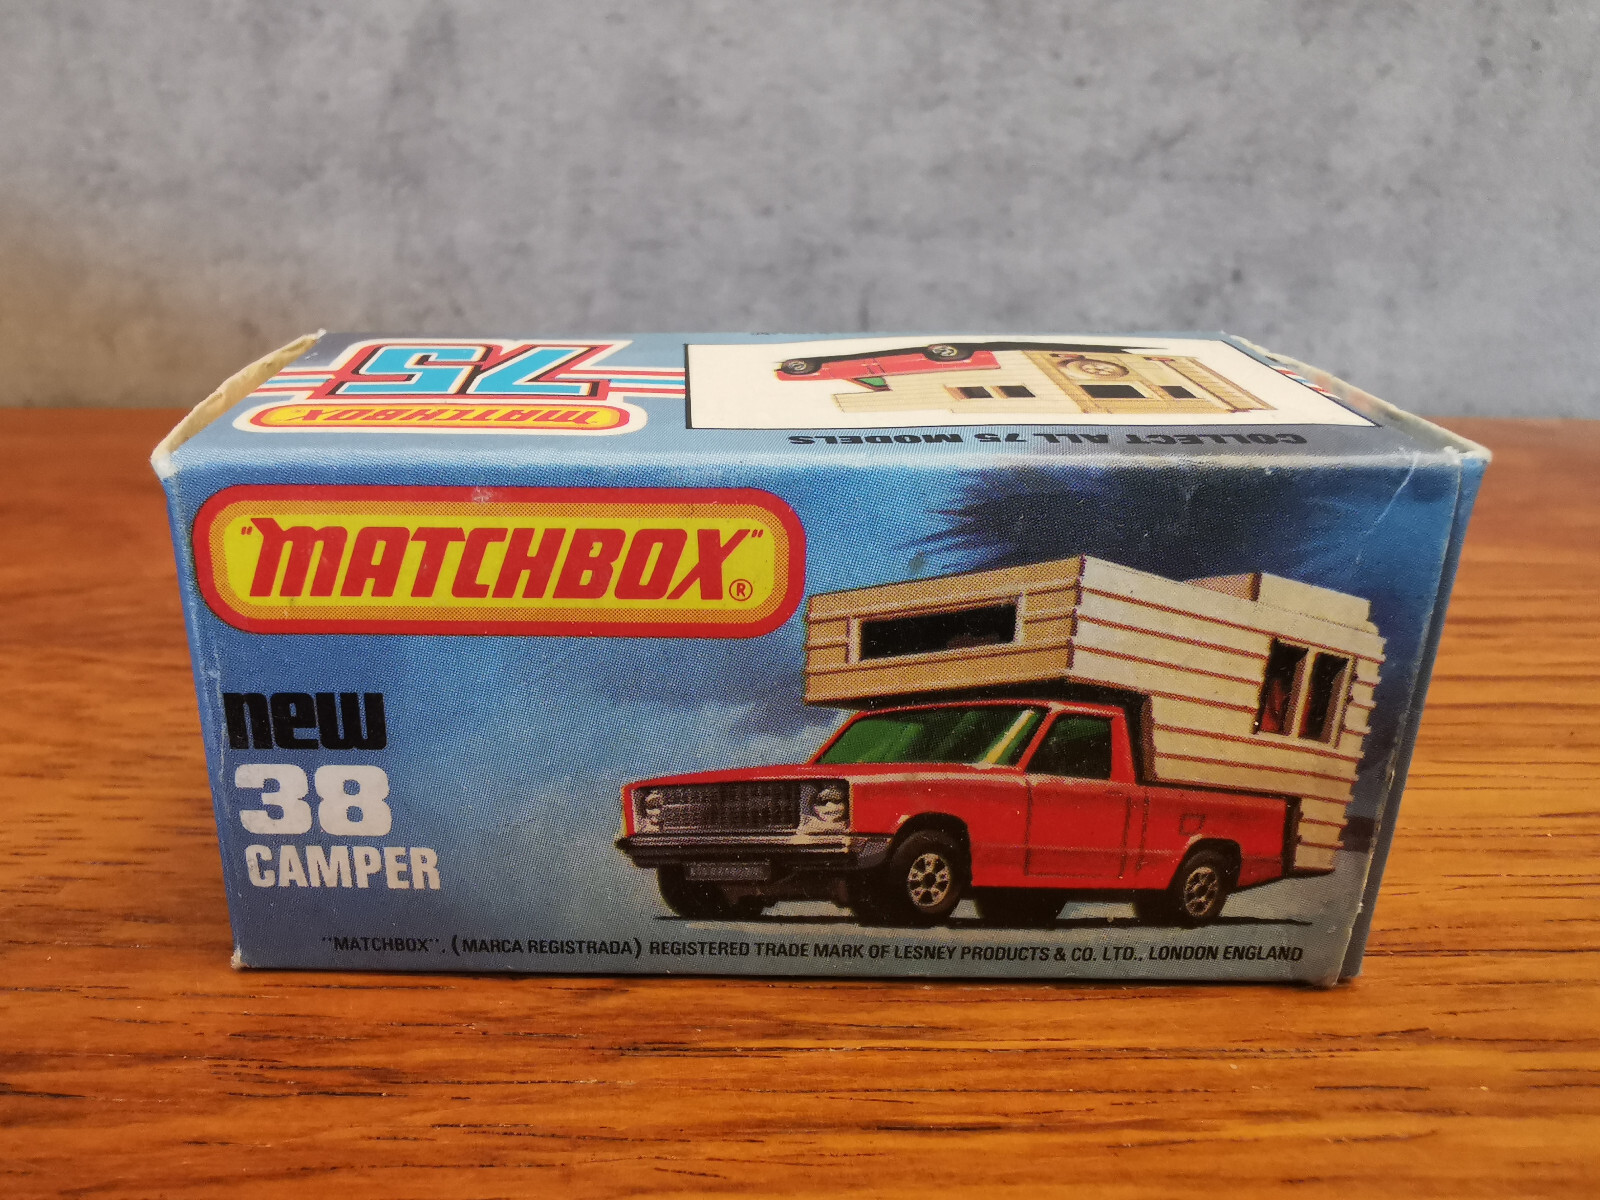 75
"MATCHBOX"
COLLECT ALL 75 MODELS
"MATCHBOX"®
new
38
CAMPER
"MATCHBOX", (MARCA REGISTRADA) REGISTERED TRADE MARK OF LESNEY PRODUCTS & CO. LTD., LONDON ENGLAND